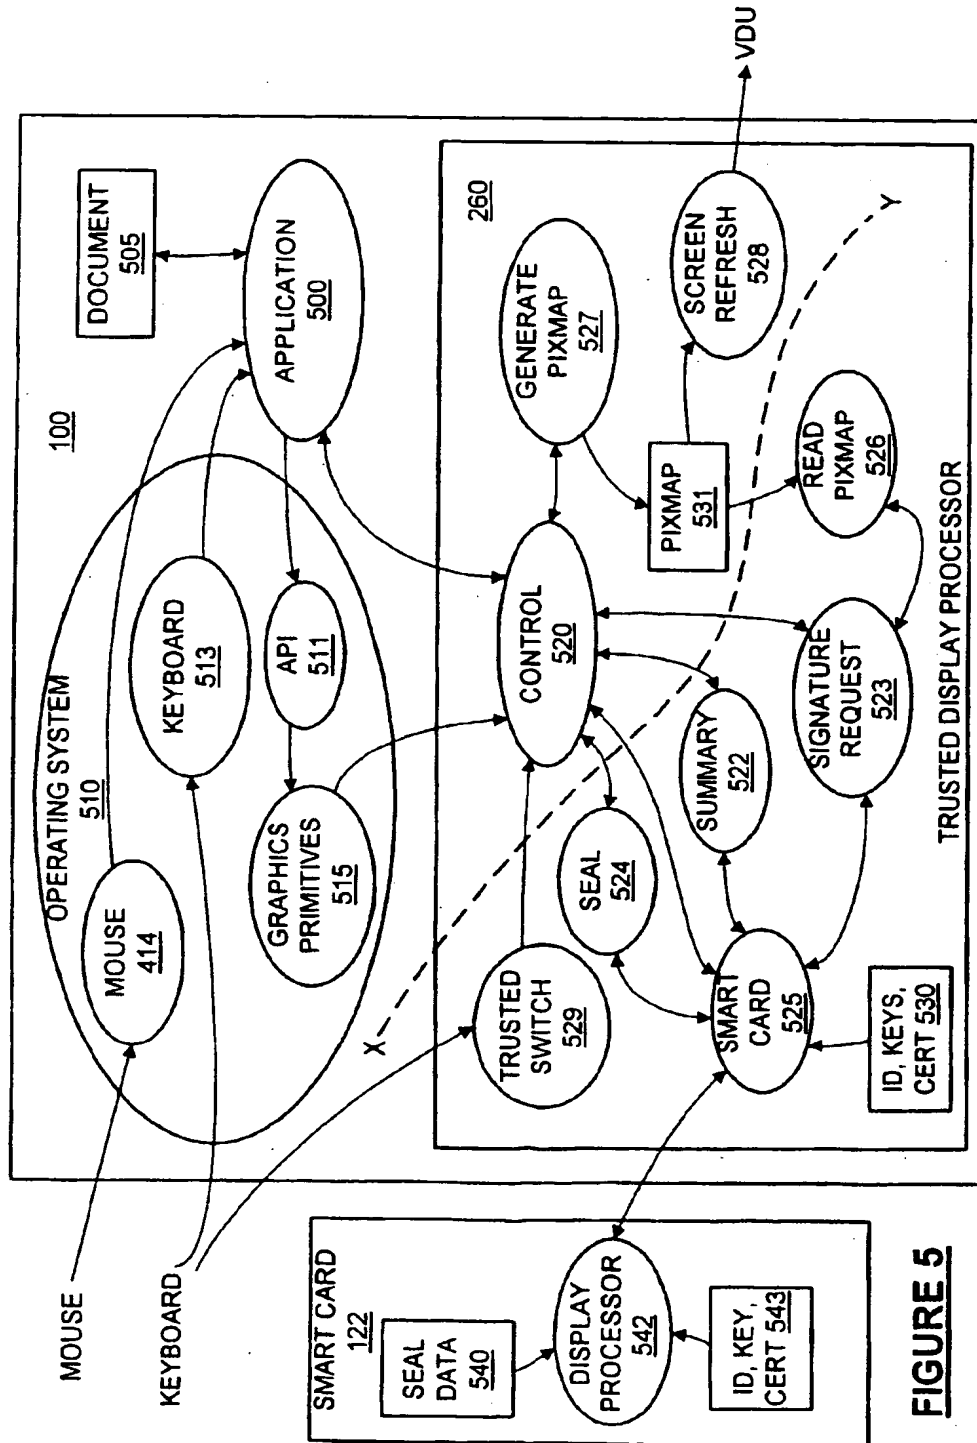 MOUSE
KEYBOARD
100
OPERATING SYSTEM
510
MOUSE
414
KEYBOARD
513
API
511
GRAPHICS
PRIMITIVES
515
DOCUMENT
505
APPLICATION
500
X
260
TRUSTED
SWITCH
529
CONTROL
520
GENERATE
PIXMAP
527
SEAL
524
PIXMAP
531
SCREEN
REFRESH
528
VDU
SUMMARY
522
SMART
CARD
525
SIGNATURE
REQUEST
523
READ
PIXMAP
526
Y
ID, KEYS,
CERT 530
TRUSTED DISPLAY PROCESSOR
SMART CARD
122
SEAL
DATA
540
DISPLAY
PROCESSOR
542
ID, KEY,
CERT 543
FIGURE 5